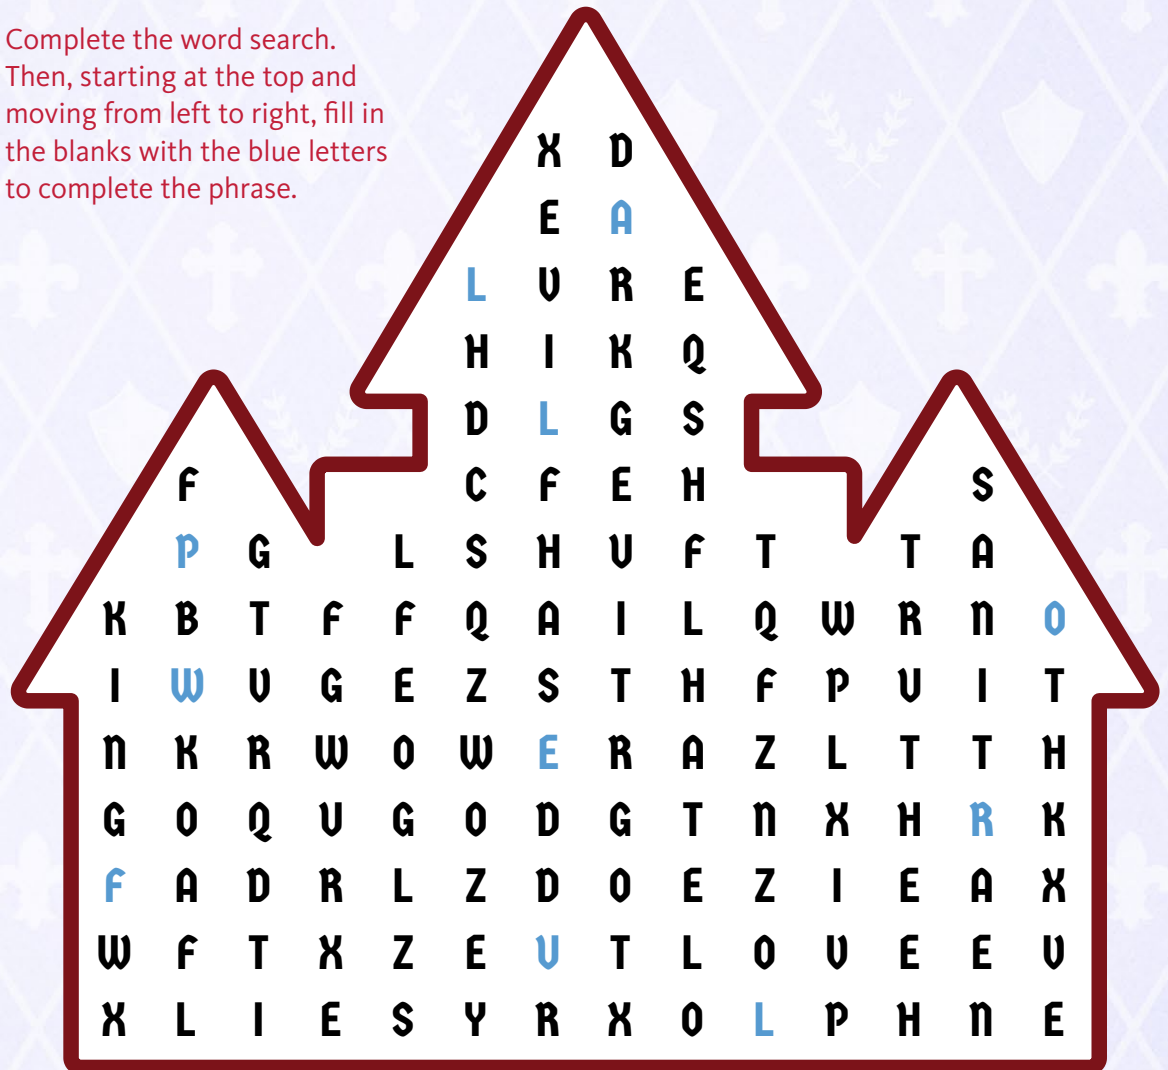 Complete the word search.
Then, starting at the top and
moving from left to right, fill in
the blanks with the blue letters
to complete the phrase.
X D
E A
L V R E
H I K Q
D L G S
F C F E H S
P G L S H U F T T A
K B T F F Q A I L Q W R N O
I W V G E Z S T H F P U I T
N K R W O W E R A Z L T T H
G O Q U G O D G T N X H R K
F A D R L Z D O E Z I E A X
W F T X Z E U T L O V E E V
X L I E S Y R X O L P H N E